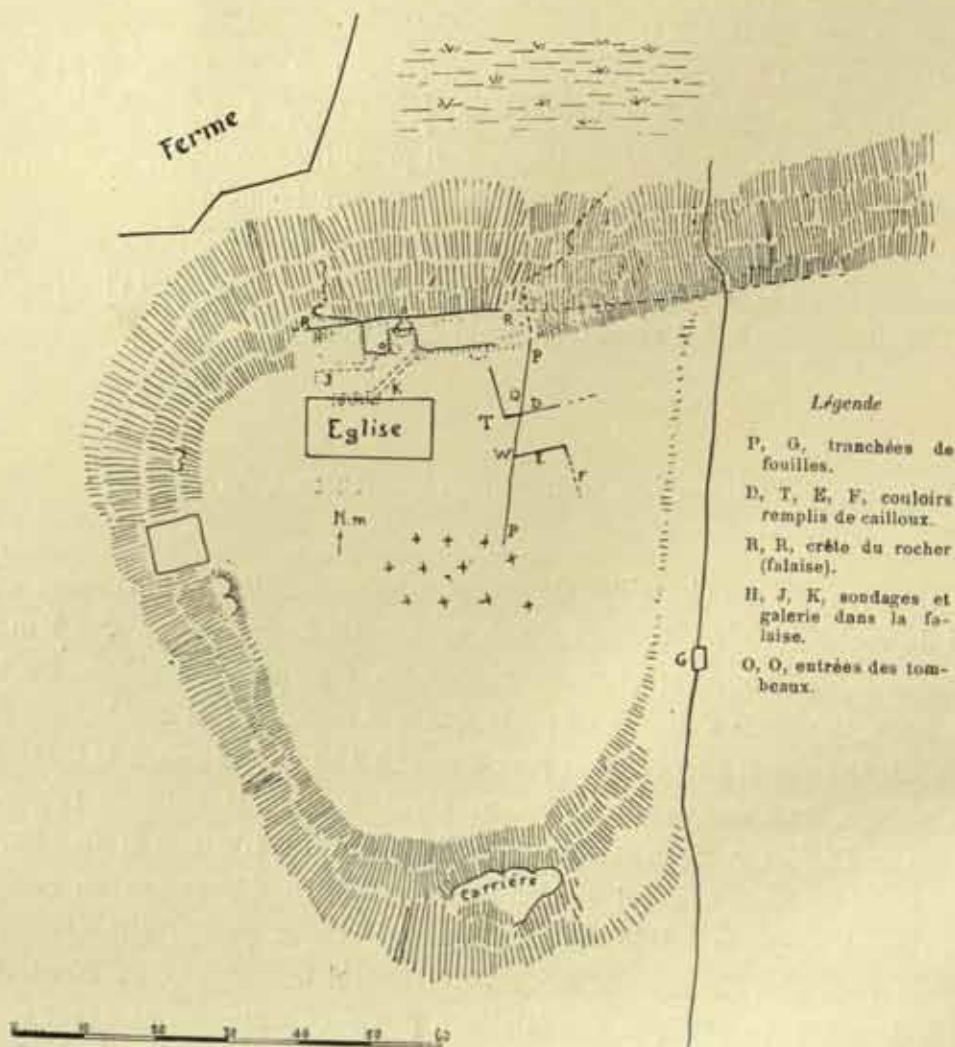 Ferme
R
H
O
R
J
K
P
Eglise
O
D
T
W
E
F
N.m
P
G
Carrière
Légende
P, G, tranchées de
fouilles.
D, T, E, F, couloirs
remplis de cailloux.
R, R, crête du rocher
(falaise).
H, J, K, sondages et
galerie dans la fa-
laise.
O, O, entrées des tom-
beaux.
10 20 30 40 50 60